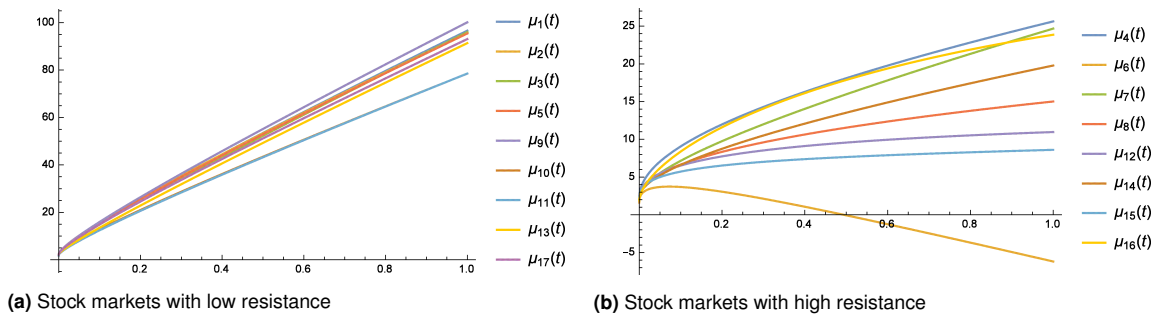 100
80
60
40
20
0.2 0.4 0.6 0.8 1.0
μ1(t)
μ2(t)
μ3(t)
μ5(t)
μ9(t)
μ10(t)
μ11(t)
μ13(t)
μ17(t)
(a) Stock markets with low resistance
25
20
15
10
5
-5
0.2 0.4 0.6 0.8 1.0
μ4(t)
μ6(t)
μ7(t)
μ8(t)
μ12(t)
μ14(t)
μ15(t)
μ16(t)
(b) Stock markets with high resistance